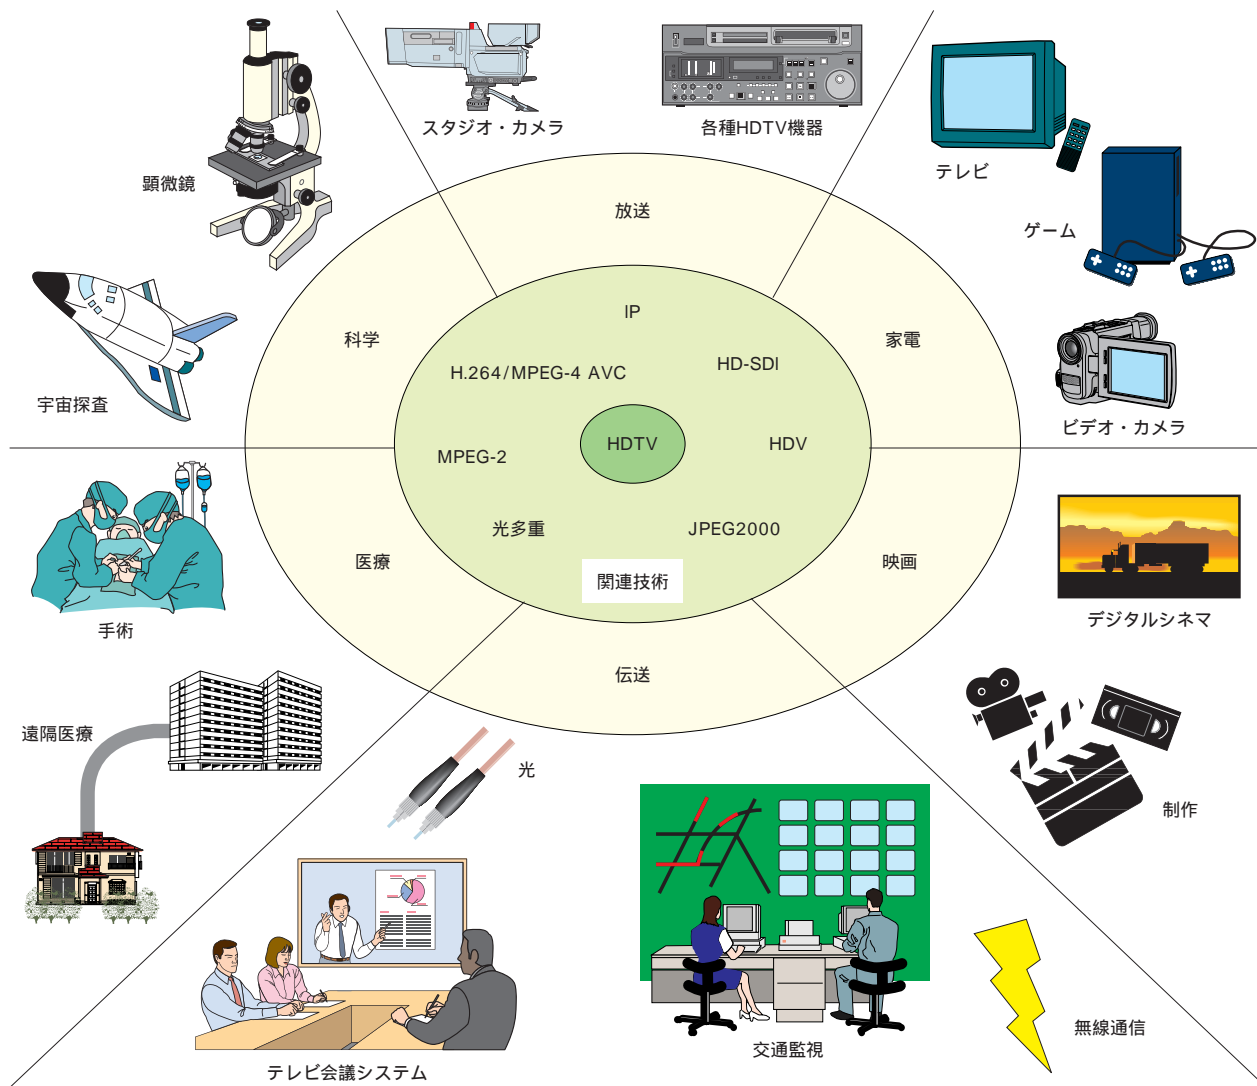 スタジオ・カメラ
各種HDTV機器
テレビ
顕微鏡
放送
ゲーム
IP
科学
家電
HD-SDI
H.264/MPEG-4 AVC
宇宙探査
ビデオ・カメラ
HDTV
HDV
MPEG-2
光多重
JPEG2000
医療
映画
関連技術
手術
デジタルシネマ
伝送
遠隔医療
光
制作
無線通信
交通監視
テレビ会議システム